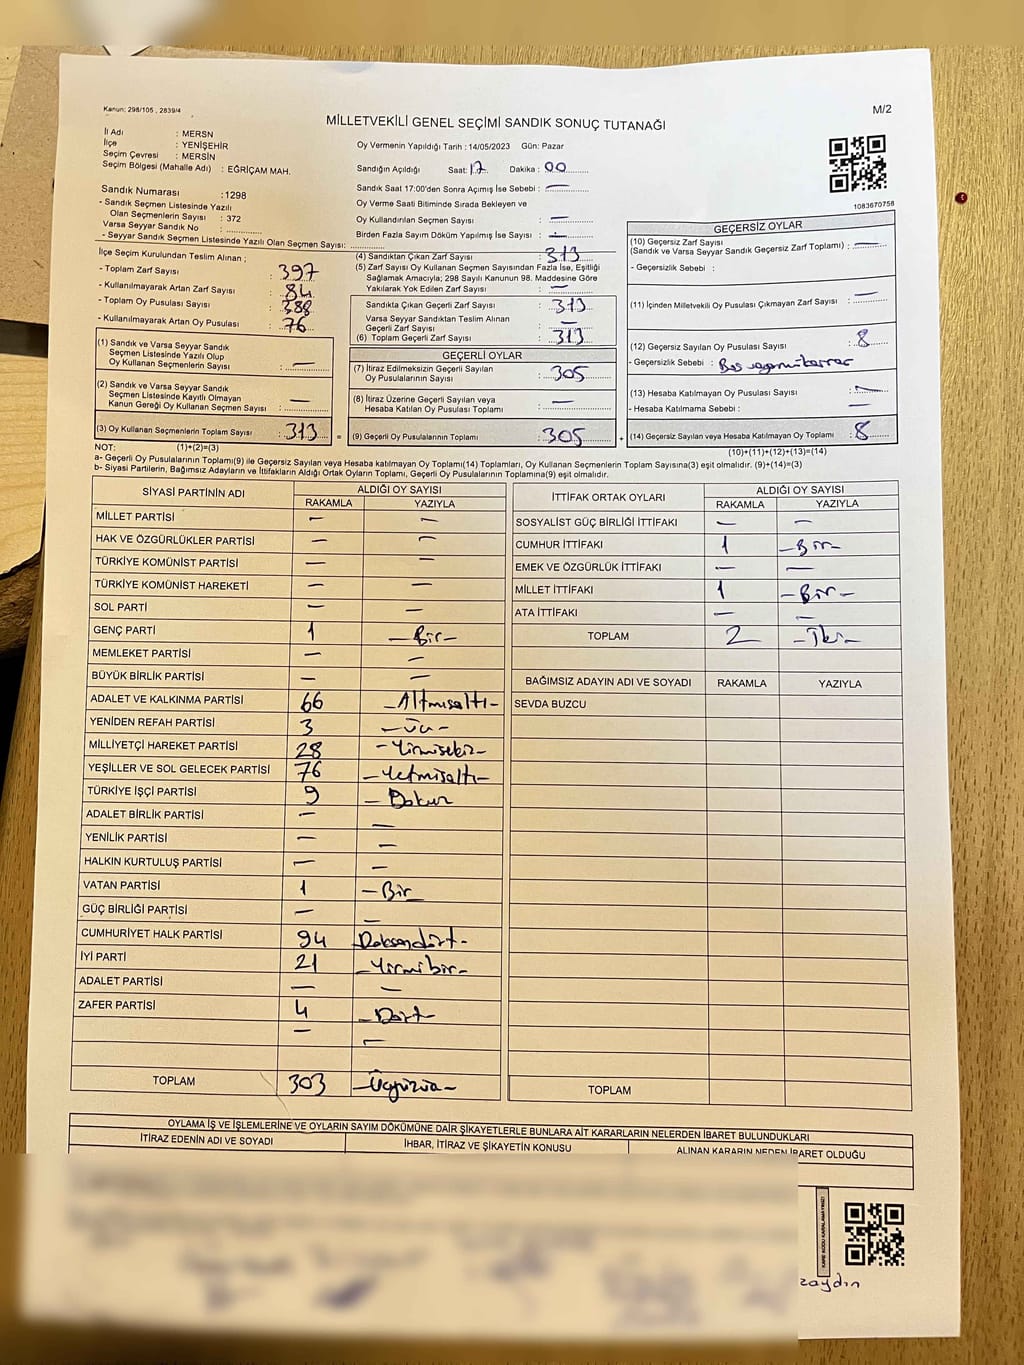 Kanun: 298/105 , 2839/4
M/2
MİLLETVEKİLİ GENEL SEÇİMİ SANDIK SONUÇ TUTANAĞI
İl Adı : MERSN
İlçe : YENİŞEHİR
Seçim Çevresi : MERSİN
Seçim Bölgesi (Mahalle Adı) : EĞRİÇAM MAH.
Sandık Numarası : 1298
- Sandık Seçmen Listesinde Yazılı
Olan Seçmenlerin Sayısı : 372
Varsa Seyyar Sandık No :
- Seyyar Sandık Seçmen Listesinde Yazılı Olan Seçmen Sayısı:
Oy Vermenin Yapıldığı Tarih : 14/05/2023 Gün: Pazar
Sandığın Açıldığı Saat: 17 Dakika : 00
Sandık Saat 17:00'den Sonra Açımış İse Sebebi : —
Oy Verme Saati Bitiminde Sırada Bekleyen ve
Oy Kullandırılan Seçmen Sayısı : —
Birden Fazla Sayım Döküm Yapılmış İse Sayısı : —
1083670758
İlçe Seçim Kurulundan Teslim Alınan ;
- Toplam Zarf Sayısı : 397
- Kullanılmayarak Artan Zarf Sayısı : 84
- Toplam Oy Pusulası Sayısı : 388
- Kullanılmayarak Artan Oy Pusulası : 76
(1) Sandık ve Varsa Seyyar Sandık
Seçmen Listesinde Yazılı Olup
Oy Kullanan Seçmenlerin Sayısı : —
(2) Sandık ve Varsa Seyyar Sandık
Seçmen Listesinde Kayıtlı Olmayan
Kanun Gereği Oy Kullanan Seçmen Sayısı : —
(3) Oy Kullanan Seçmenlerin Toplam Sayısı : 313 =
(4) Sandıktan Çıkan Zarf Sayısı : 313
(5) Zarf Sayısı Oy Kullanan Seçmen Sayısından Fazla İse, Eşitliği
Sağlamak Amacıyla; 298 Sayılı Kanunun 98. Maddesine Göre
Yakılarak Yok Edilen Zarf Sayısı : —
Sandıkta Çıkan Geçerli Zarf Sayısı : 313
Varsa Seyyar Sandıktan Teslim Alınan
Geçerli Zarf Sayısı : —
(6) Toplam Geçerli Zarf Sayısı : 313
GEÇERLİ OYLAR
(7) İtiraz Edilmeksizin Geçerli Sayılan
Oy Pusulalarının Sayısı : 305
(8) İtiraz Üzerine Geçerli Sayılan veya
Hesaba Katılan Oy Pusulası Toplamı : —
(9) Geçerli Oy Pusulalarının Toplamı : 305 +
GEÇERSİZ OYLAR
(10) Geçersiz Zarf Sayısı
(Sandık ve Varsa Seyyar Sandık Geçersiz Zarf Toplamı) : —
- Geçersizlik Sebebi :
(11) İçinden Milletvekili Oy Pusulası Çıkmayan Zarf Sayısı : —
(12) Geçersiz Sayılan Oy Pusulası Sayısı : 8
- Geçersizlik Sebebi :
(13) Hesaba Katılmayan Oy Pusulası Sayısı : —
- Hesaba Katılmama Sebebi : —
(14) Geçersiz Sayılan veya Hesaba Katılmayan Oy Toplamı : 8
NOT: (1)+(2)=(3)
(10)+(11)+(12)+(13)=(14)
a- Geçerli Oy Pusulalarının Toplamı(9) ile Geçersiz Sayılan veya Hesaba katılmayan Oy Toplamı(14) Toplamları, Oy Kullanan Seçmenlerin Toplam Sayısına(3) eşit olmalıdır. (9)+(14)=(3)
b- Siyasi Partilerin, Bağımsız Adayların ve İttifakların Aldığı Ortak Oyların Toplamı, Geçerli Oy Pusulalarının Toplamına(9) eşit olmalıdır.
SİYASİ PARTİNİN ADI ALDIĞI OY SAYISI
RAKAMLA YAZIYLA
MİLLET PARTİSİ — —
HAK VE ÖZGÜRLÜKLER PARTİSİ — —
TÜRKİYE KOMÜNİST PARTİSİ — —
TÜRKİYE KOMÜNİST HAREKETİ — —
SOL PARTİ — —
GENÇ PARTİ 1 —Bir—
MEMLEKET PARTİSİ — —
BÜYÜK BİRLİK PARTİSİ — —
ADALET VE KALKINMA PARTİSİ 66 —Altmışaltı—
YENİDEN REFAH PARTİSİ 3 —Üç—
MİLLİYETÇİ HAREKET PARTİSİ 28 —Yirmisekiz—
YEŞİLLER VE SOL GELECEK PARTİSİ 76 —Yetmişaltı—
TÜRKİYE İŞÇİ PARTİSİ 9 —Dokuz
ADALET BİRLİK PARTİSİ — —
YENİLİK PARTİSİ — —
HALKIN KURTULUŞ PARTİSİ — —
VATAN PARTİSİ 1 —Bir
GÜÇ BİRLİĞİ PARTİSİ — —
CUMHURİYET HALK PARTİSİ 94 Doksandört—
İYİ PARTİ 21 —Yirmibir—
ADALET PARTİSİ — —
ZAFER PARTİSİ 4 —Dört—
— —
TOPLAM 303 —Üçyüzüç—
İTTİFAK ORTAK OYLARI ALDIĞI OY SAYISI
RAKAMLA YAZIYLA
SOSYALİST GÜÇ BİRLİĞİ İTTİFAKI — —
CUMHUR İTTİFAKI 1 —Bir—
EMEK VE ÖZGÜRLÜK İTTİFAKI — —
MİLLET İTTİFAKI 1 —Bir—
ATA İTTİFAKI — —
TOPLAM 2 —İki—
BAĞIMSIZ ADAYIN ADI VE SOYADI RAKAMLA YAZIYLA
SEVDA BUZCU
TOPLAM
OYLAMA İŞ VE İŞLEMLERİNE VE OYLARIN SAYIM DÖKÜMÜNE DAİR ŞİKAYETLERLE BUNLARA AİT KARARLARIN NELERDEN İBARET BULUNDUKLARI
İTİRAZ EDENİN ADI VE SOYADI İHBAR, İTİRAZ VE ŞİKAYETİN KONUSU ALINAN KARARIN NEDEN İBARET OLDUĞU
KARE KODU KARALAMAYINIZ!
zaydın